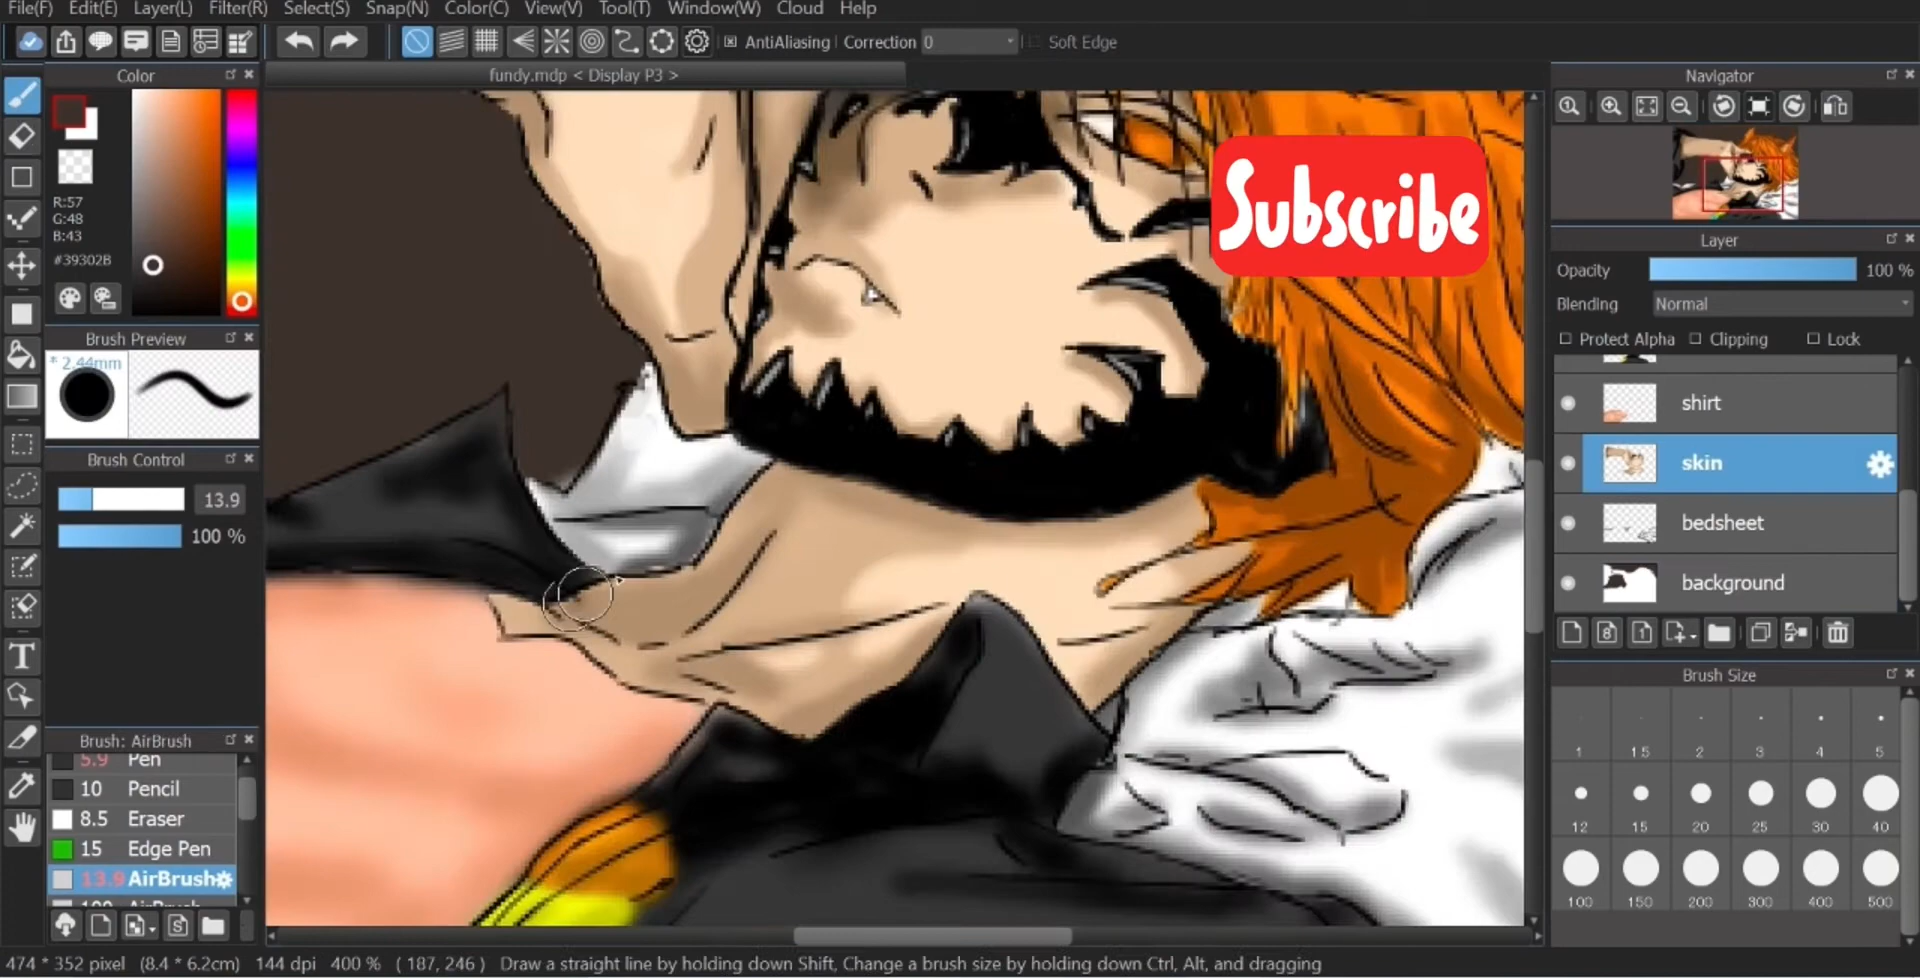 File(F) Edit(E) Layer(L) Filter(R) Select(S) Snap(N) Color(C) View(V) Tool(T) Window(W) Cloud Help
AntiAliasing Correction 0 Soft Edge
Color
fundy.mdp < Display P3 >
R:57
G:48
B:43
#39302B
Brush Preview
* 2.44mm
Brush Control
13.9
100 %
Brush: AirBrush
5.9 Pen
10 Pencil
8.5 Eraser
15 Edge Pen
13.9 AirBrush
100 AirBrush
Subscribe
Navigator
Layer
Opacity 100 %
Blending Normal
Protect Alpha Clipping Lock
shirt
skin
bedsheet
background
Brush Size
1 1.5 2 3 4 5
12 15 20 25 30 40
100 150 200 300 400 500
474 * 352 pixel (8.4 * 6.2cm) 144 dpi 400 % ( 187, 246 ) Draw a straight line by holding down Shift, Change a brush size by holding down Ctrl, Alt, and dragging